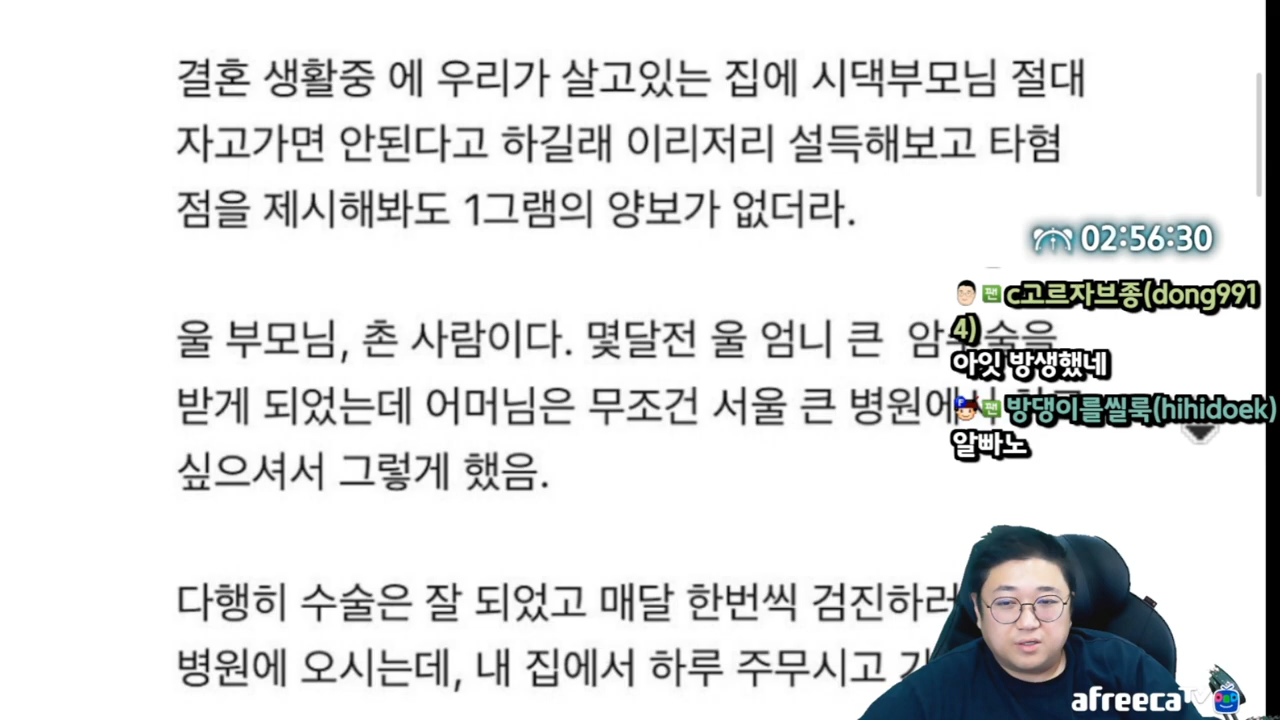 결혼 생활중 에 우리가 살고있는 집에 시댁부모님 절대
자고가면 안된다고 하길래 이리저리 설득해보고 타혐
점을 제시해봐도 1그램의 양보가 없더라.
02:56:30
팬 c고르자브종(dong991
4)
아잇 방생했네
울 부모님, 촌 사람이다. 몇달전 울 엄니 큰
받게 되었는데 어머님은 무조건 서울 큰 병원에
팬 방댕이를씰룩(hihidoek)
알빠노
싶으셔서 그렇게 했음.
다행히 수술은 잘 되었고 매달 한번씩 검진하러
병원에 오시는데, 내 집에서 하루 주무시고
afreecaTV